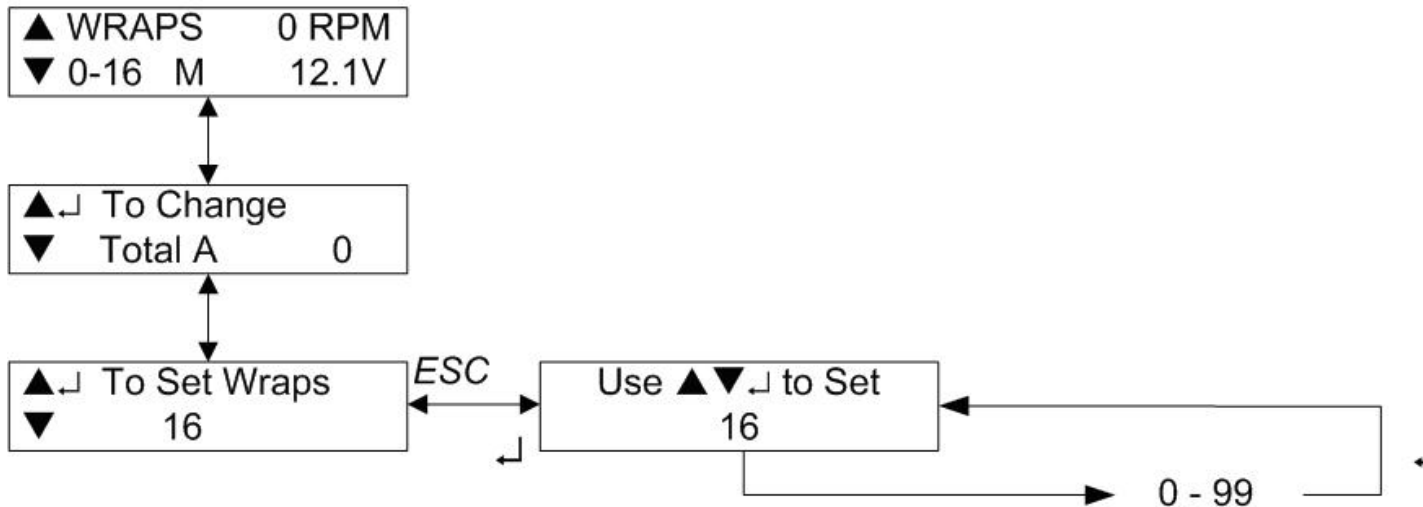 ▲ WRAPS 0 RPM
▼ 0-16 M 12.1V
▲↵ To Change
▼ Total A 0
▲↵ To Set Wraps
▼ 16
ESC
↵
Use ▲▼↵ to Set
16
0 - 99